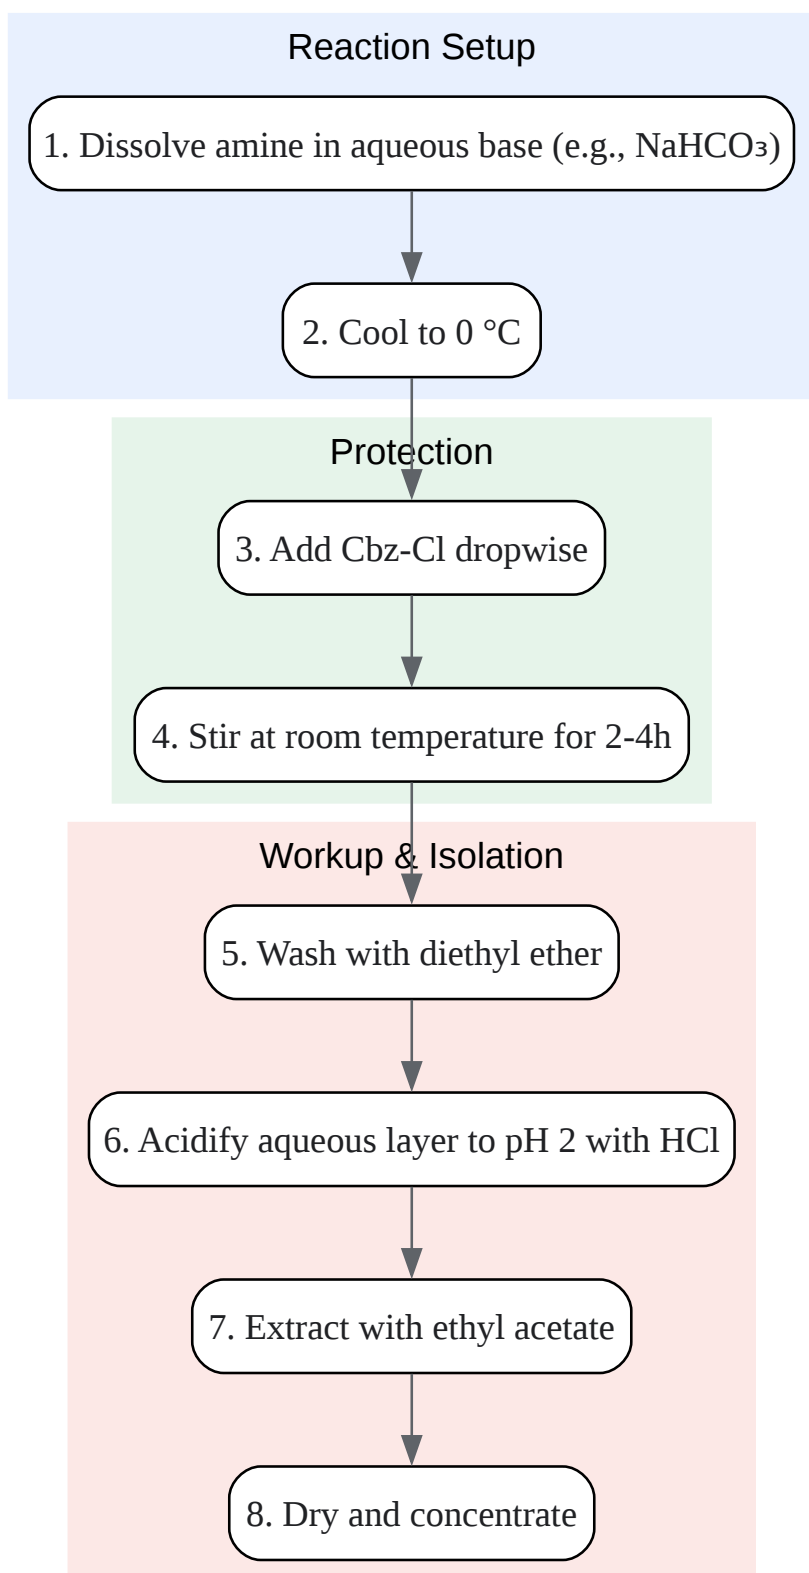 Reaction Setup
1. Dissolve amine in aqueous base (e.g., NaHCO₃)
2. Cool to 0 °C
Protection
3. Add Cbz-Cl dropwise
4. Stir at room temperature for 2-4h
Workup & Isolation
5. Wash with diethyl ether
6. Acidify aqueous layer to pH 2 with HCl
7. Extract with ethyl acetate
8. Dry and concentrate